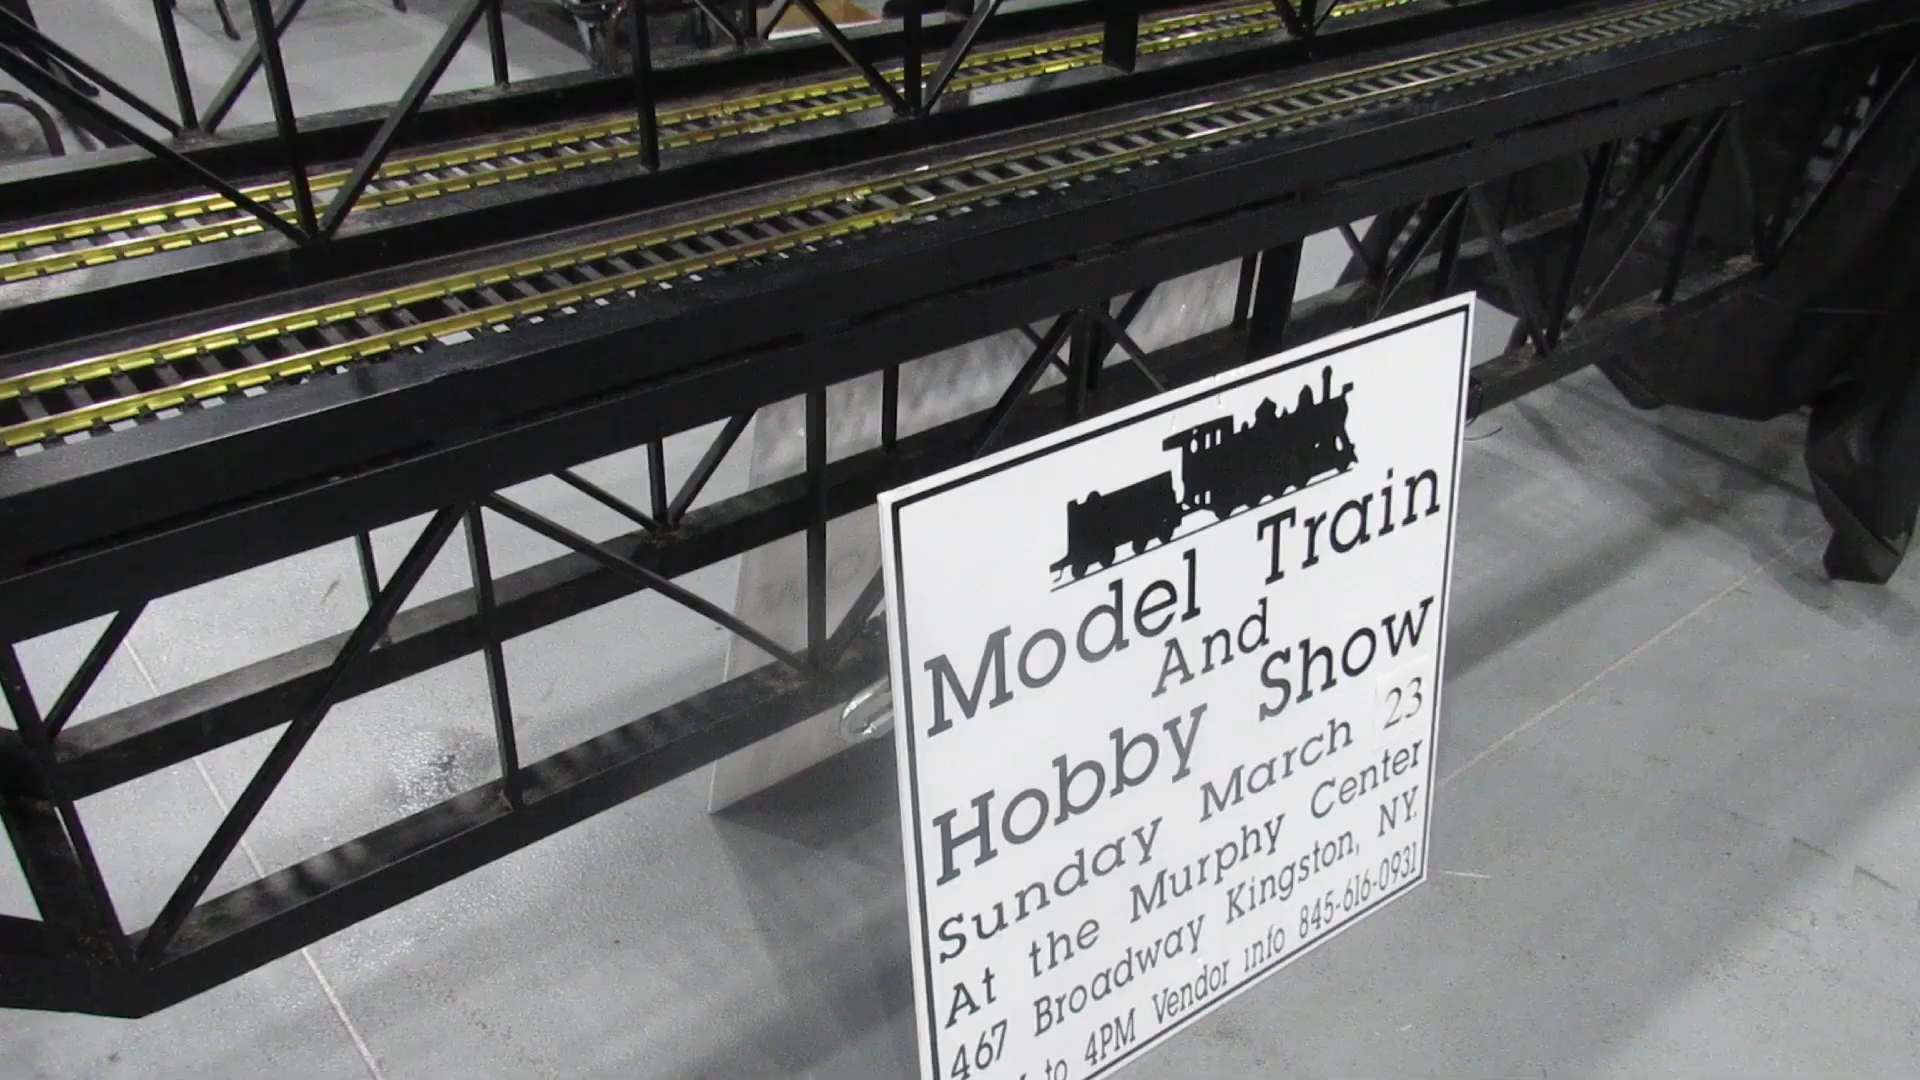 Model Train
And
Hobby Show
Sunday March 23
At the Murphy Center
467 Broadway Kingston, NY.
to 4PM Vendor info 845-616-0931